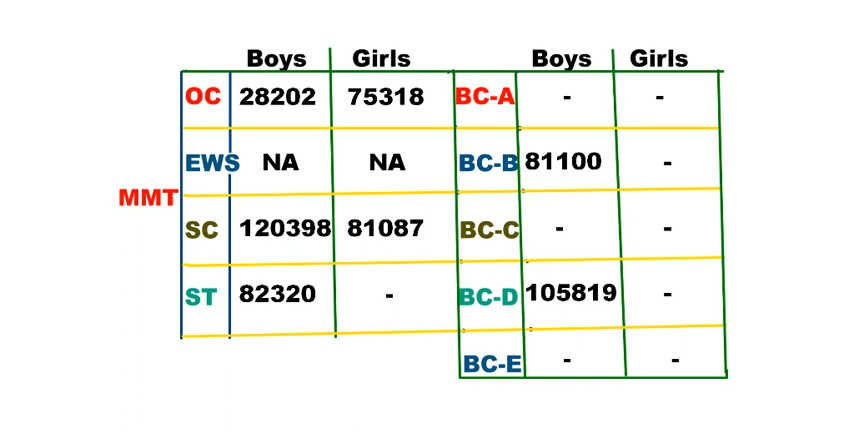 Boys Girls Boys Girls
OC 28202 75318 BC-A - -
EWS NA NA BC-B 81100 -
MMT
SC 120398 81087 BC-C - -
ST 82320 - BC-D 105819 -
BC-E - -